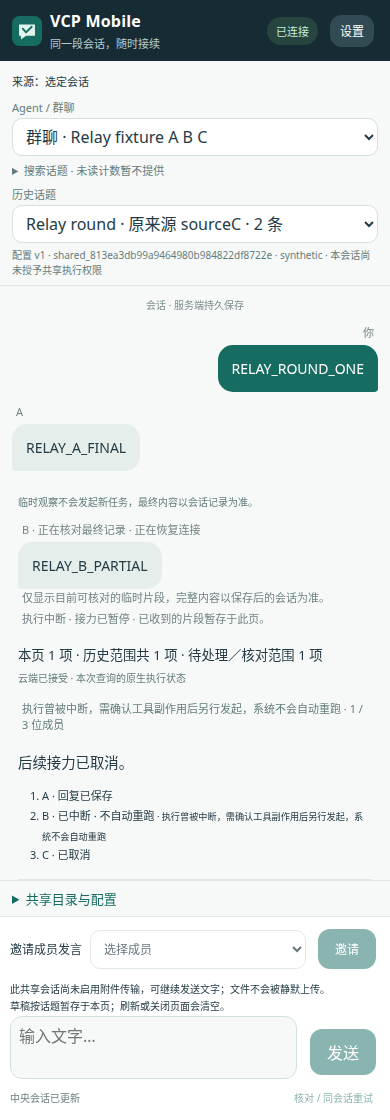 VCP Mobile
同一段会话，随时接续
已连接
设置
来源：选定会话
Agent / 群聊
群聊 · Relay fixture A B C
搜索话题 · 未读计数暂不提供
历史话题
Relay round · 原来源 sourceC · 2 条
配置 v1 · shared_813ea3db99a9464980b984822df8722e · synthetic · 本会话尚
未授予共享执行权限
会话 · 服务端持久保存
你
RELAY_ROUND_ONE
A
RELAY_A_FINAL
临时观察不会发起新任务，最终内容以会话记录为准。
B · 正在核对最终记录 · 正在恢复连接
RELAY_B_PARTIAL
仅显示目前可核对的临时片段，完整内容以保存后的会话为准。
执行中断 · 接力已暂停 · 已收到的片段暂存于此页。
本页 1 项 · 历史范围共 1 项 · 待处理／核对范围 1 项
云端已接受 · 本次查询的原生执行状态
执行曾被中断，需确认工具副作用后另行发起，系统不会自动重跑 · 1 /
3 位成员
后续接力已取消。
1. A · 回复已保存
2. B · 已中断 · 不自动重跑 · 执行曾被中断，需确认工具副作用后另行发起，系
统不会自动重跑
3. C · 已取消
共享目录与配置
邀请成员发言
选择成员
邀请
此共享会话尚未启用附件传输，可继续发送文字；文件不会被静默上传。
草稿按话题暂存于本页；刷新或关闭页面会清空。
输入文字…
发送
中央会话已更新
核对 / 同会话重试